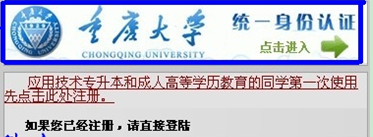 重庆大学 统一身份认证
CHONGQING UNIVERSITY 点击进入
应用技术专升本和成人高等学历教育的同学第一次使用
先点击此处注册。
如果您已经注册，请直接登陆